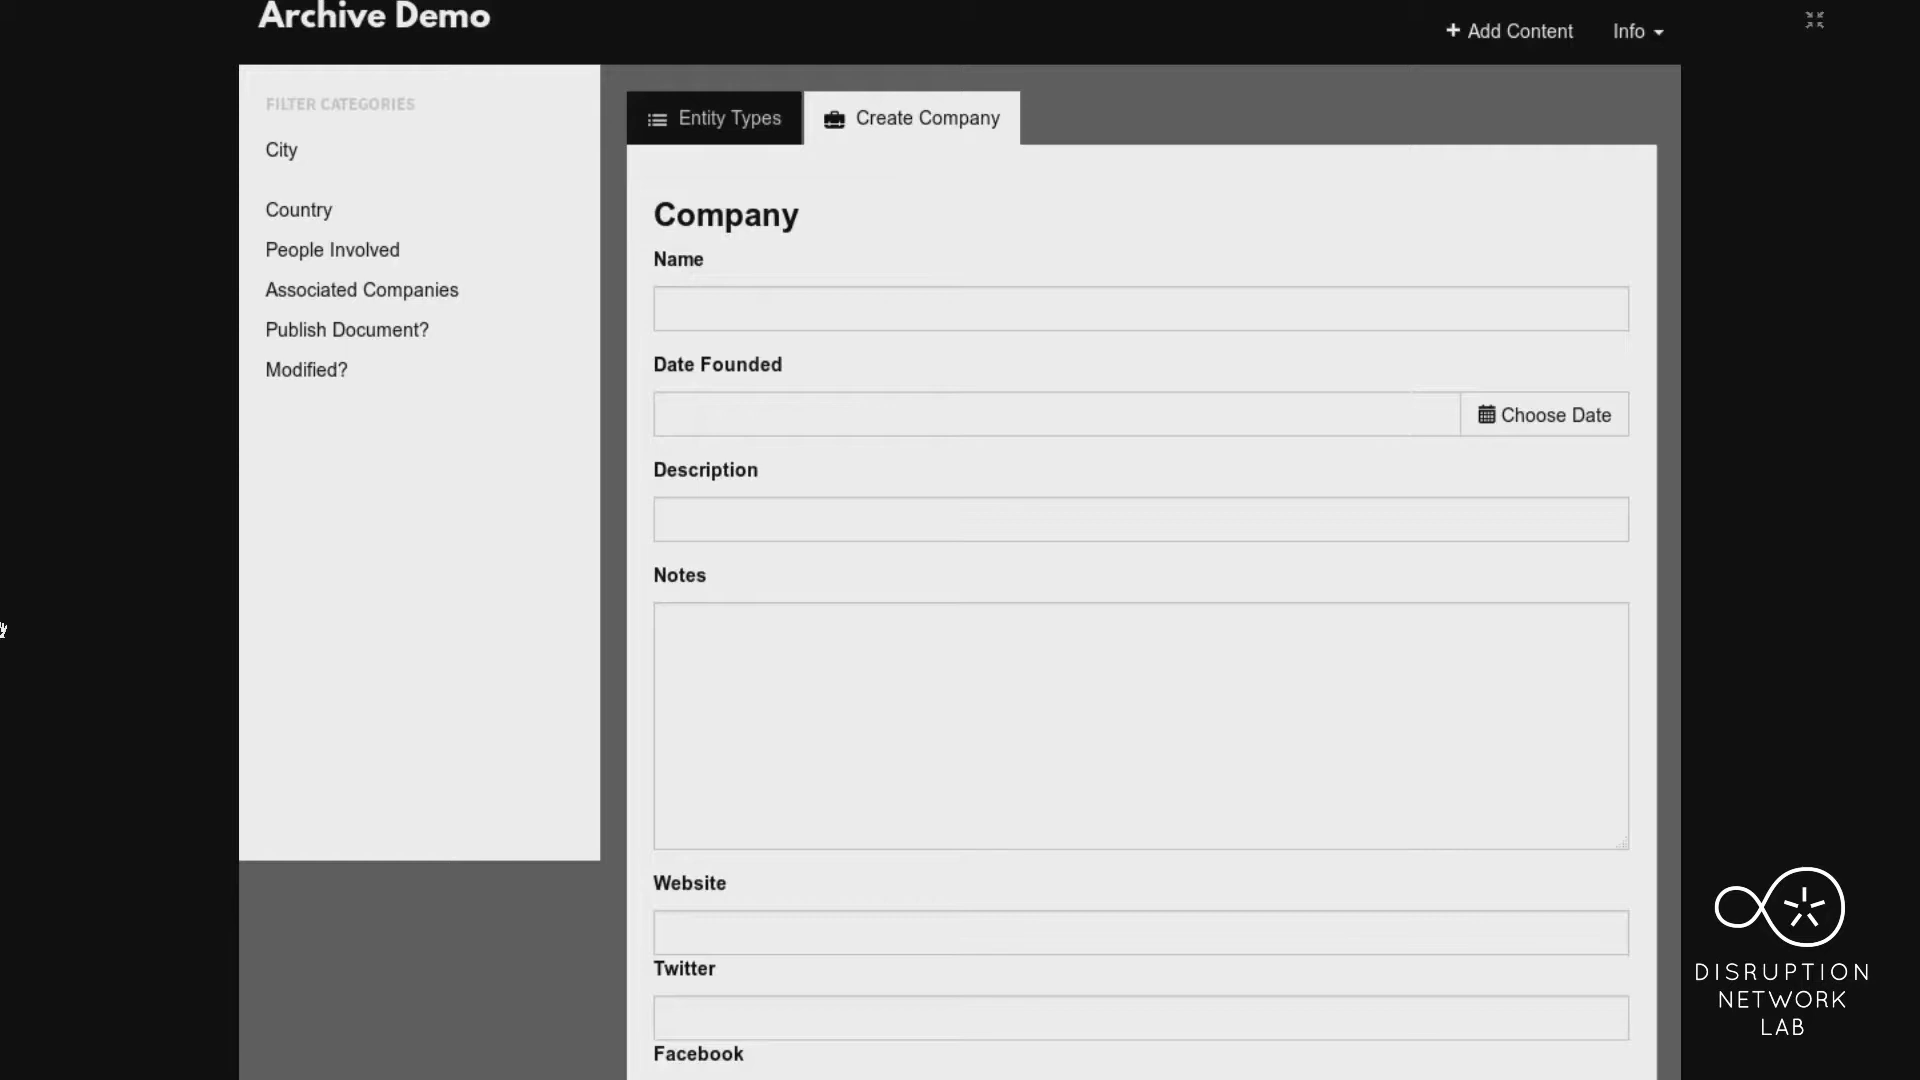 Archive Demo
+ Add Content
Info
FILTER CATEGORIES
City
Country
People Involved
Associated Companies
Publish Document?
Modified?
Entity Types
Create Company
Company
Name
Date Founded
Choose Date
Description
Notes
Website
Twitter
Facebook
DISRUPTION
NETWORK
LAB